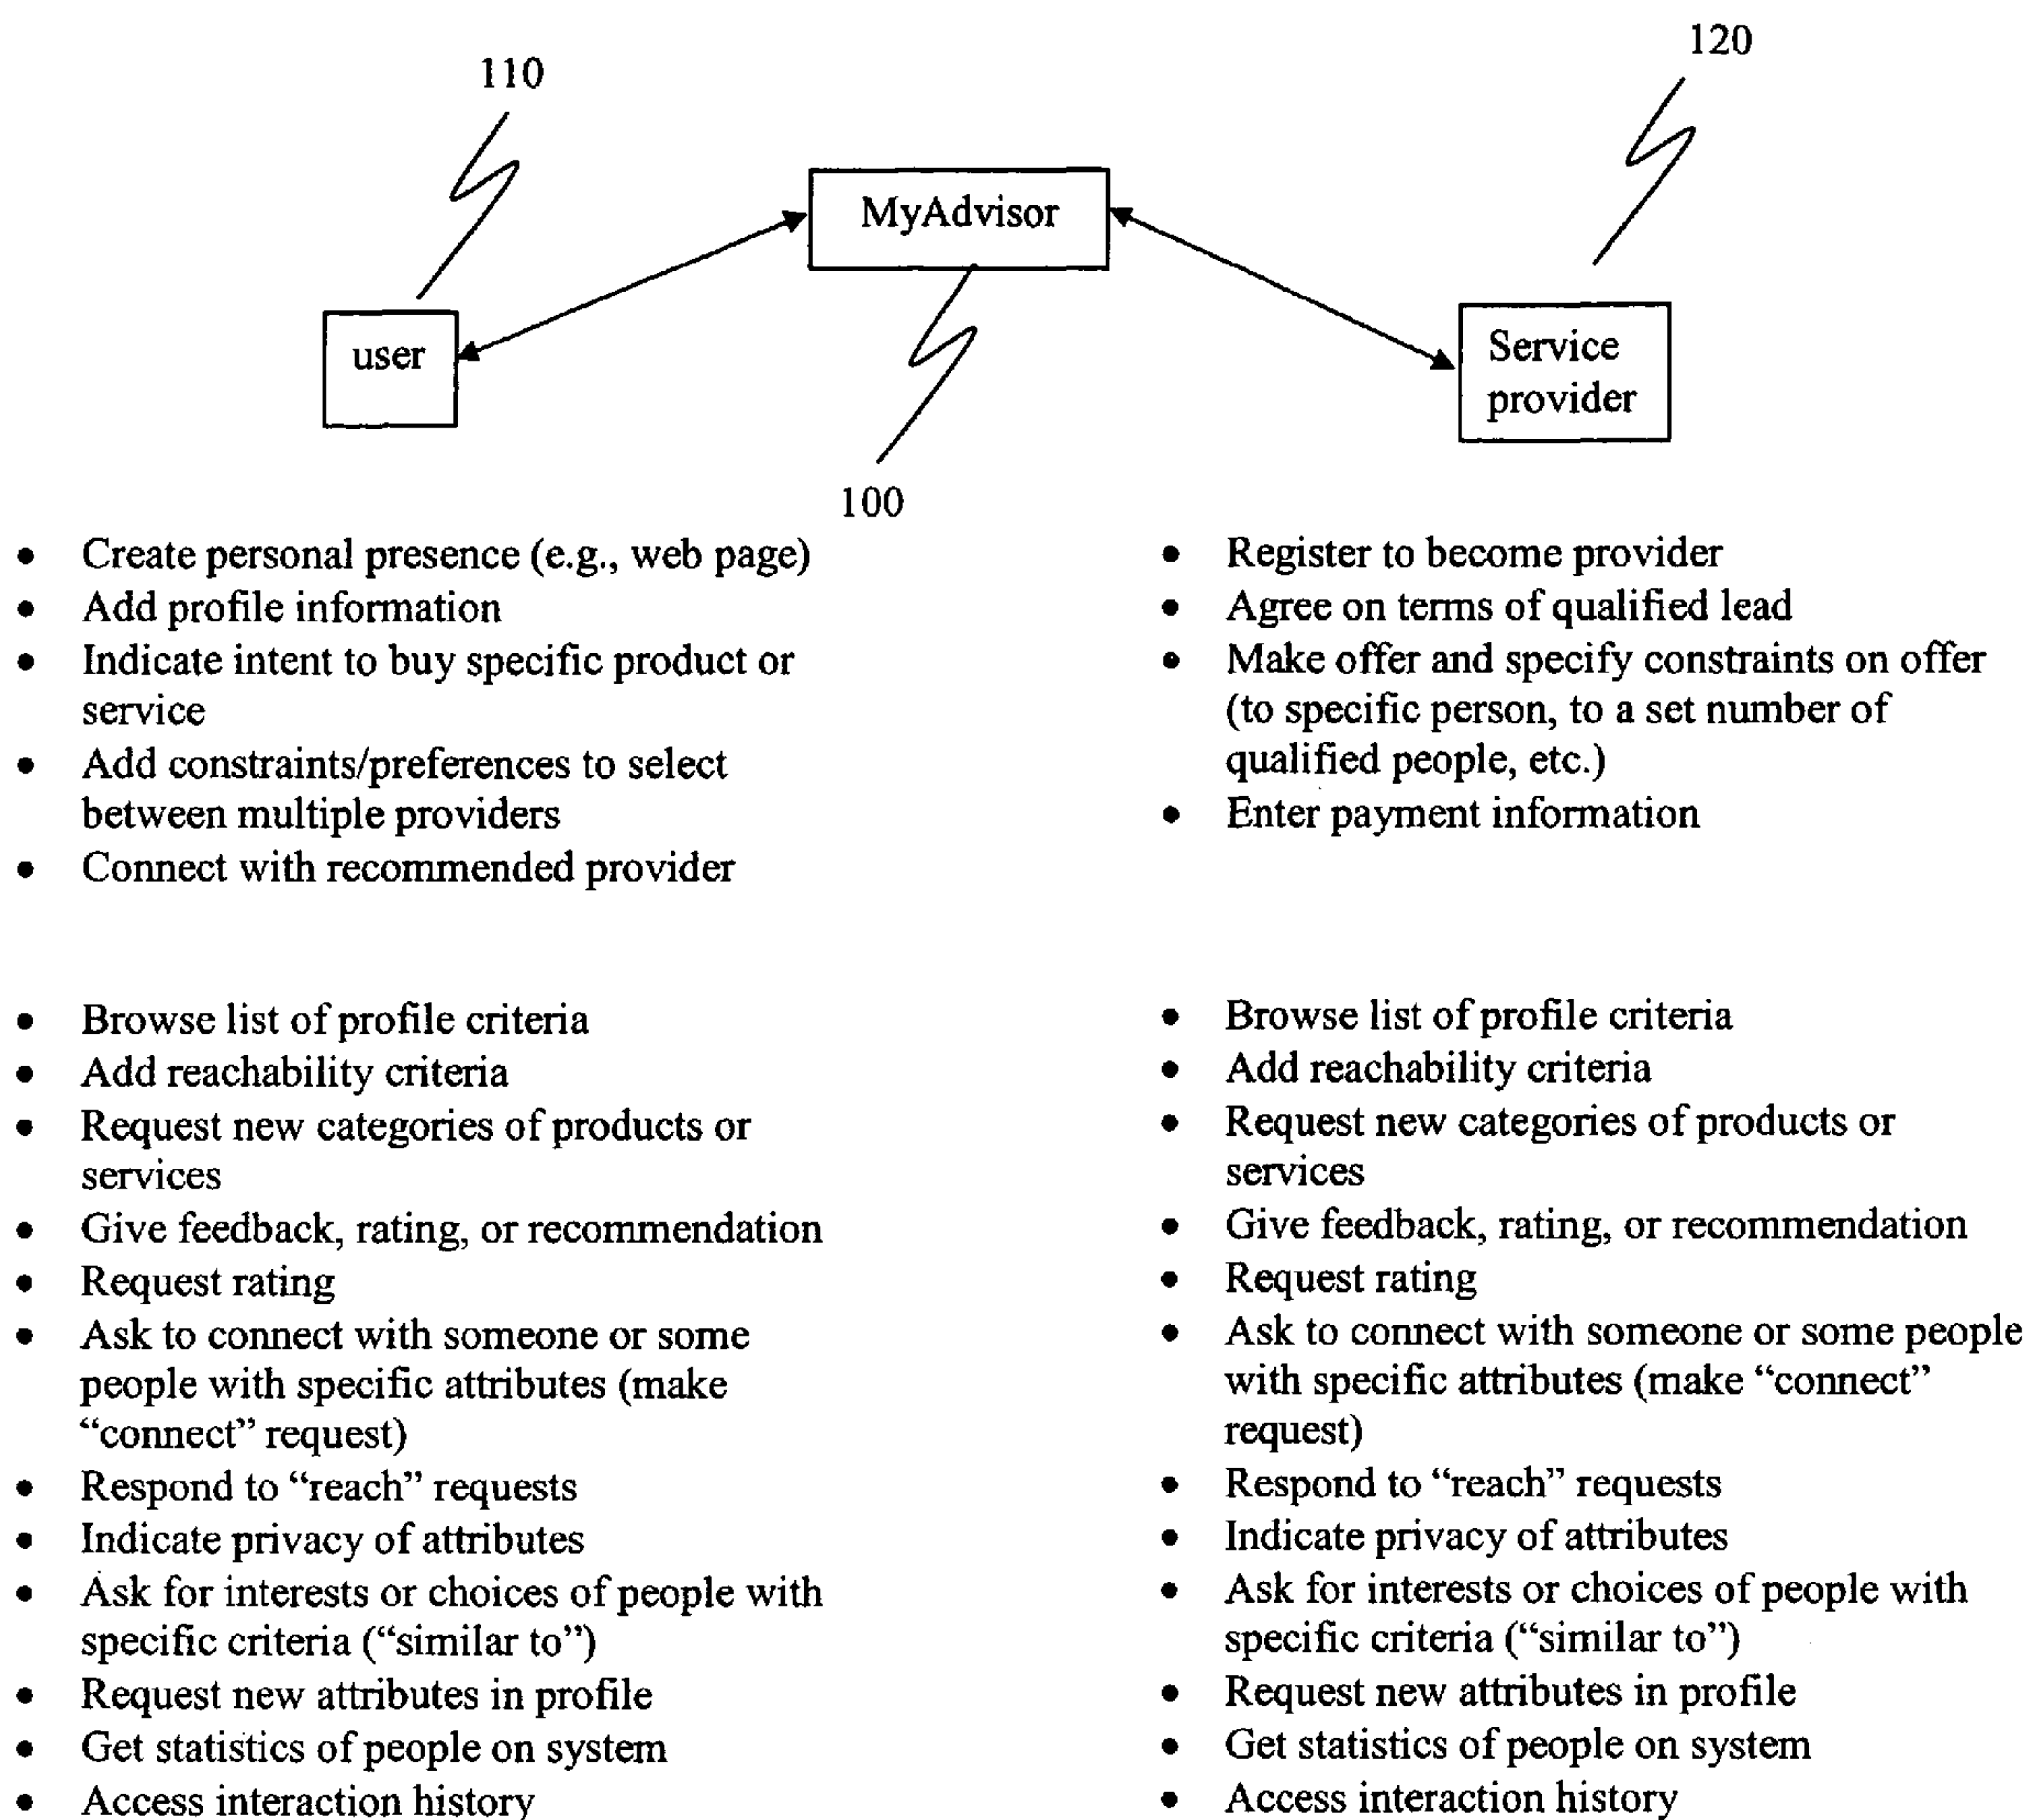 120
110
MyAdvisor
user
Service
provider
100
• Create personal presence (e.g., web page)
• Add profile information
• Indicate intent to buy specific product or
service
• Add constraints/preferences to select
between multiple providers
• Connect with recommended provider
• Register to become provider
• Agree on terms of qualified lead
• Make offer and specify constraints on offer
(to specific person, to a set number of
qualified people, etc.)
• Enter payment information
• Browse list of profile criteria
• Add reachability criteria
• Request new categories of products or
services
• Give feedback, rating, or recommendation
• Request rating
• Ask to connect with someone or some
people with specific attributes (make
“connect” request)
• Respond to “reach” requests
• Indicate privacy of attributes
• Ask for interests or choices of people with
specific criteria (“similar to”)
• Request new attributes in profile
• Get statistics of people on system
• Access interaction history
• Browse list of profile criteria
• Add reachability criteria
• Request new categories of products or
services
• Give feedback, rating, or recommendation
• Request rating
• Ask to connect with someone or some people
with specific attributes (make “connect”
request)
• Respond to “reach” requests
• Indicate privacy of attributes
• Ask for interests or choices of people with
specific criteria (“similar to”)
• Request new attributes in profile
• Get statistics of people on system
• Access interaction history